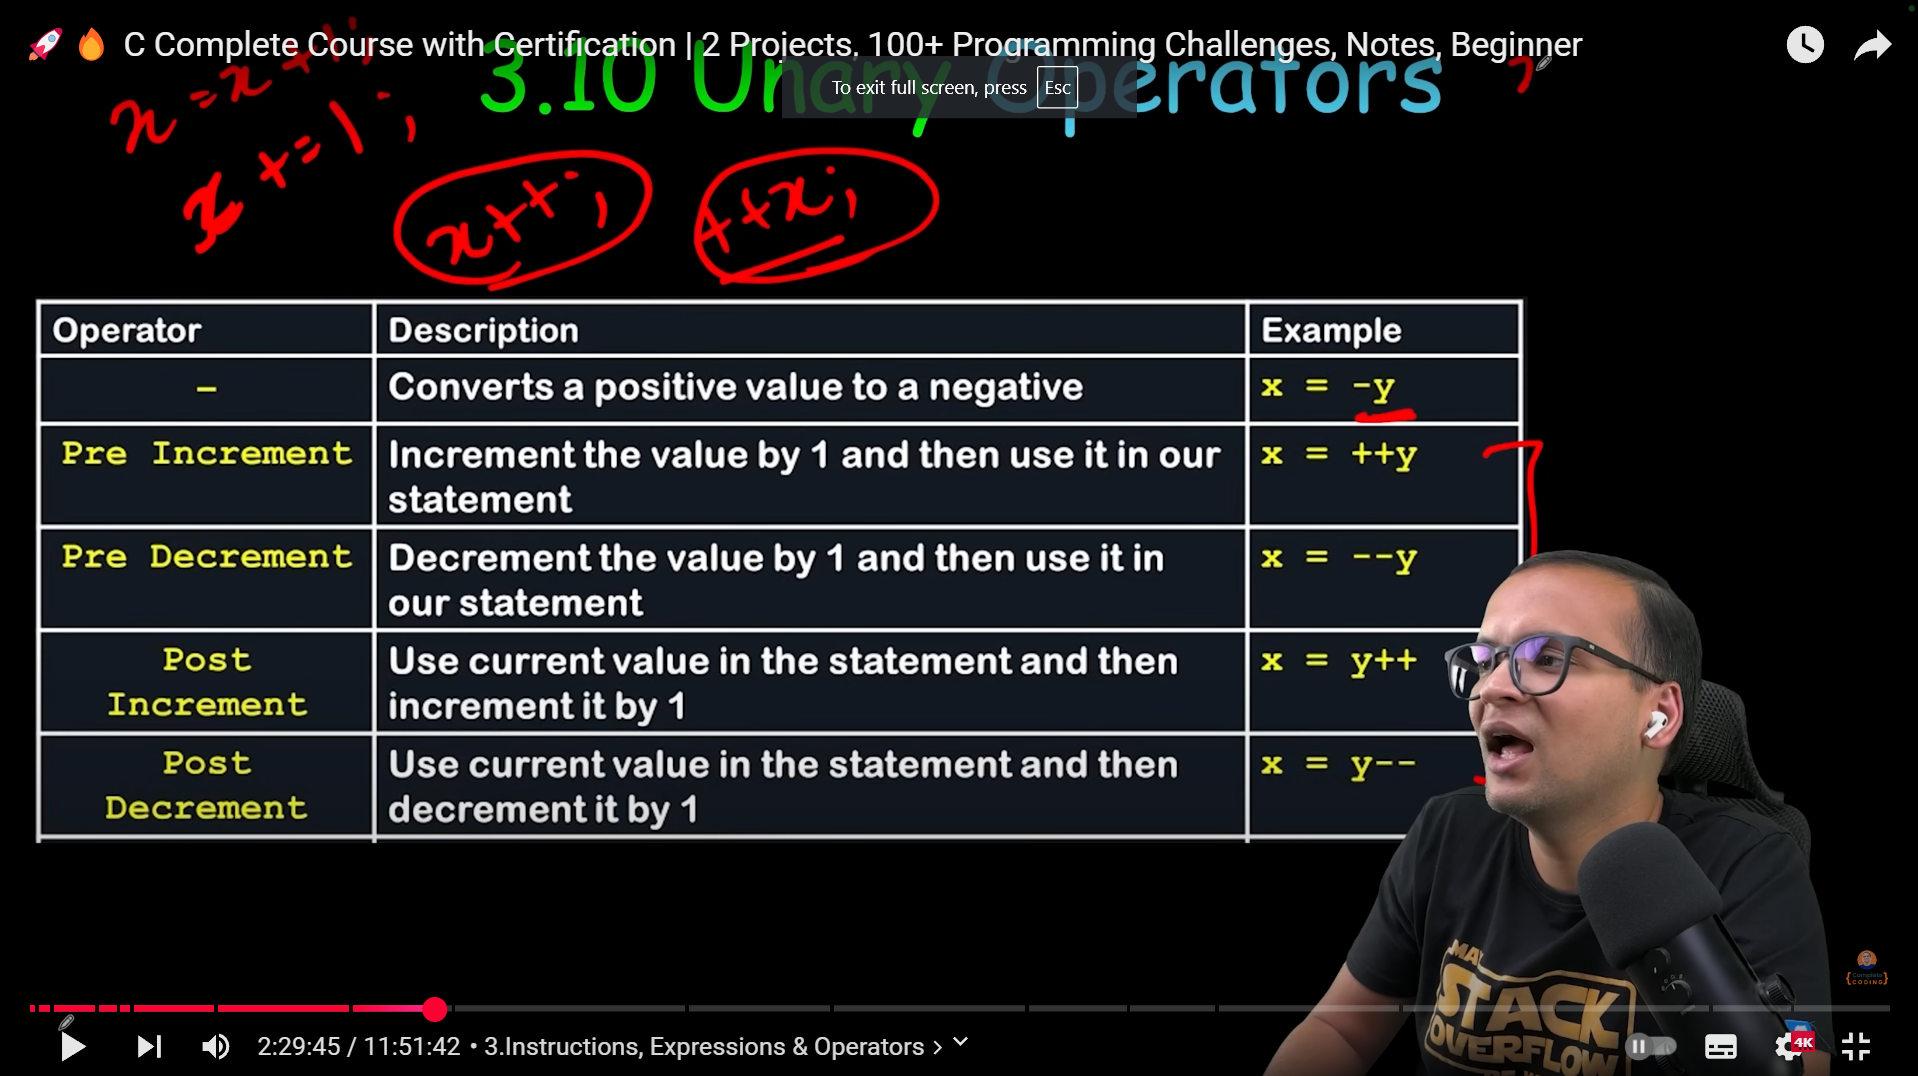 🚀 🔥 C Complete Course with Certification | 2 Projects, 100+ Programming Challenges, Notes, Beginner
To exit full screen, press Esc
3.10 Unary Operators
x = x + 1;
x += 1;
x++;
++x;
Operator Description Example
- Converts a positive value to a negative x = -y
Pre Increment Increment the value by 1 and then use it in our x = ++y
statement
Pre Decrement Decrement the value by 1 and then use it in x = --y
our statement
Post Use current value in the statement and then x = y++
Increment increment it by 1
Post Use current value in the statement and then x = y--
Decrement decrement it by 1
STACK
OVERFLOW
Complete
{CODING}
2:29:45 / 11:51:42 • 3.Instructions, Expressions & Operators >
4K